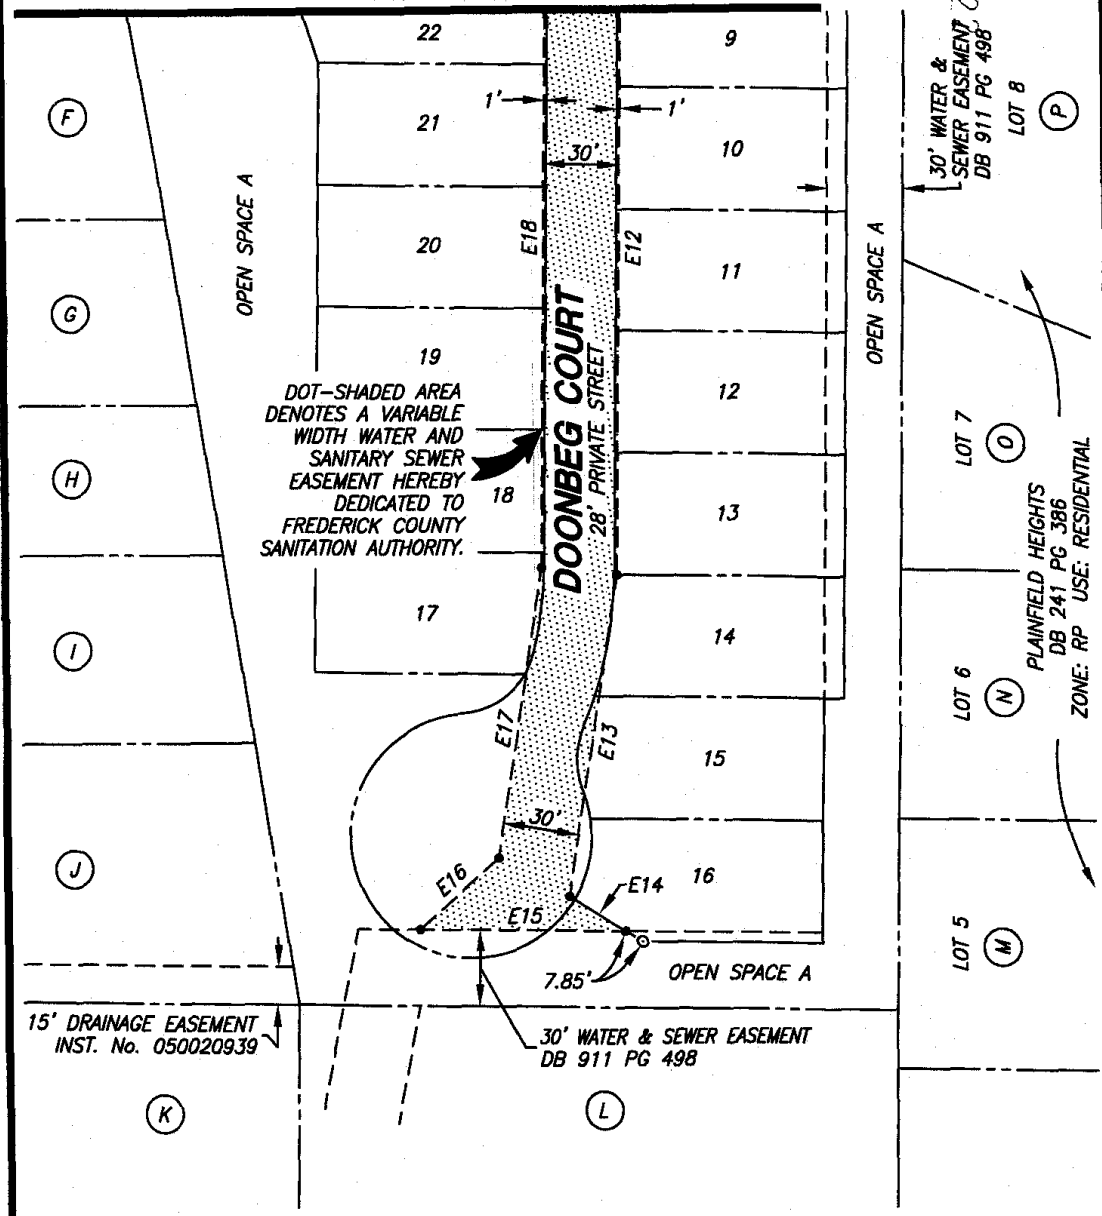 22
9
1'
1'
21
10
30'
F
30' WATER &
SEWER EASEMENT
DB 911 PG 498
LOT 8
P
OPEN SPACE A
20
E18
E12
11
OPEN SPACE A
G
19
12
DOONBEG COURT
28' PRIVATE STREET
DOT-SHADED AREA
DENOTES A VARIABLE
WIDTH WATER AND
SANITARY SEWER
EASEMENT HEREBY
DEDICATED TO
FREDERICK COUNTY
SANITATION AUTHORITY.
LOT 7
O
H
18
13
PLAINFIELD HEIGHTS
DB 241 PG 386
ZONE: RP USE: RESIDENTIAL
17
14
I
LOT 6
N
E17
E13
15
30'
J
E16
E14
16
E15
LOT 5
M
7.85'
OPEN SPACE A
15' DRAINAGE EASEMENT
INST. No. 050020939
30' WATER & SEWER EASEMENT
DB 911 PG 498
K
L